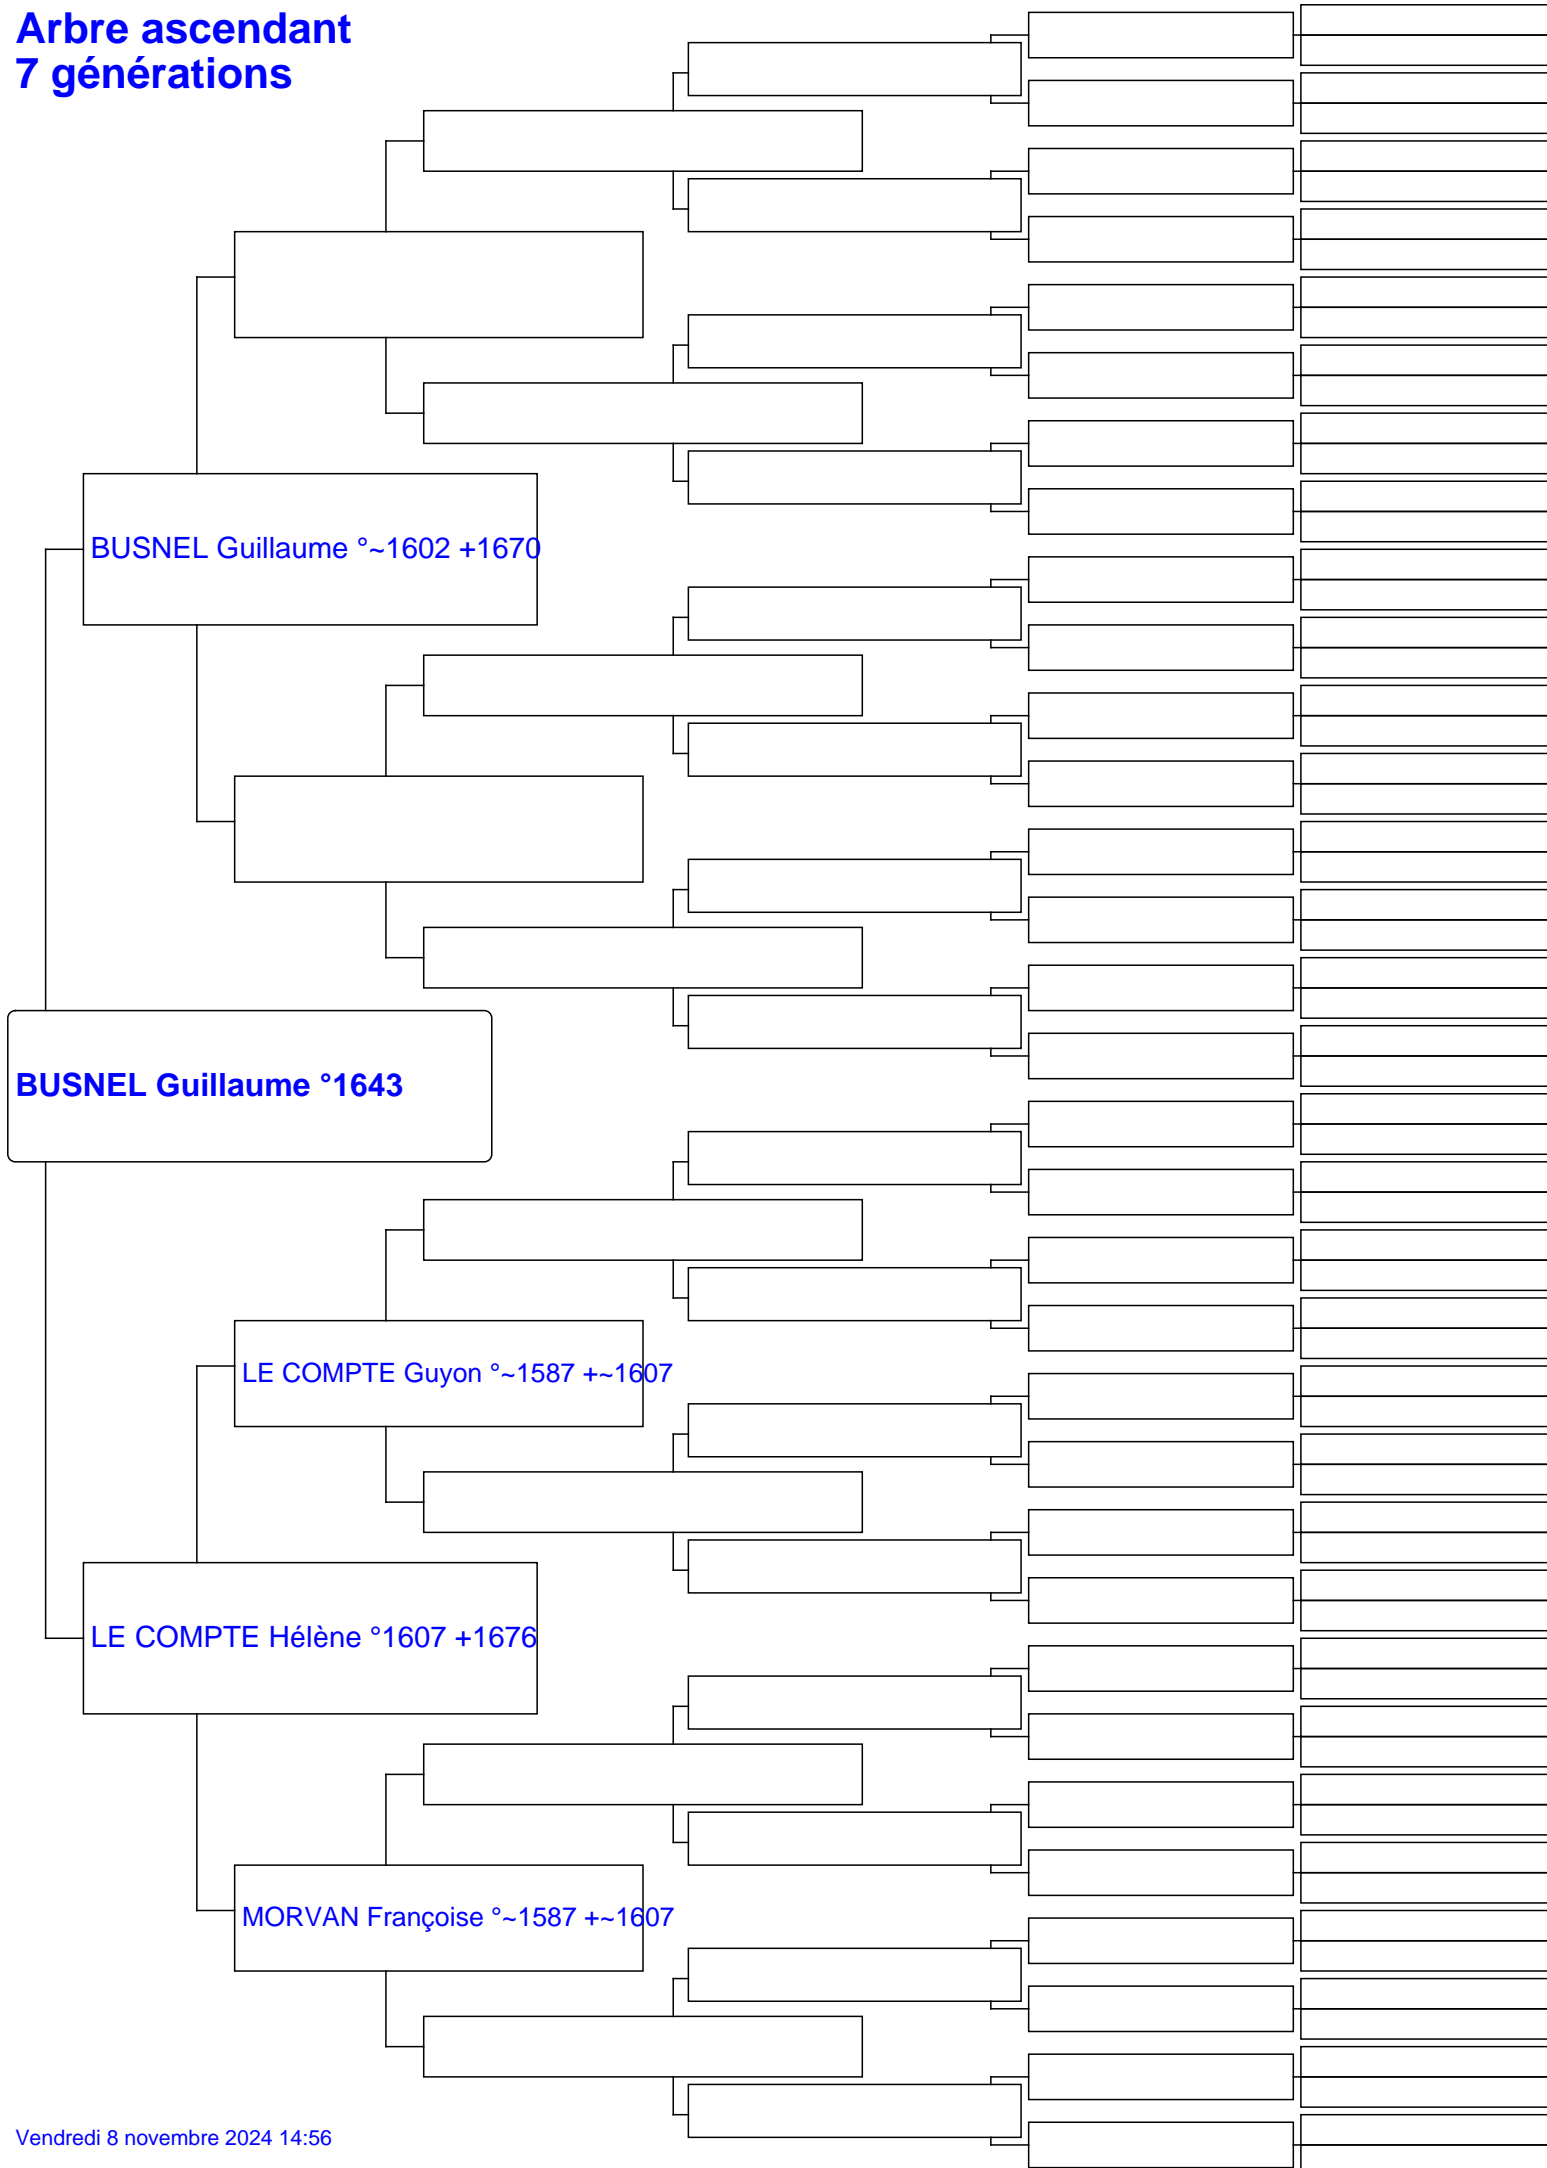 Arbre ascendant
7 générations
BUSNEL Guillaume °~1602 +1670
BUSNEL Guillaume °1643
LE COMPTE Guyon °~1587 +~1607
LE COMPTE Hélène °1607 +1676
MORVAN Françoise °~1587 +~1607
Vendredi 8 novembre 2024 14:56